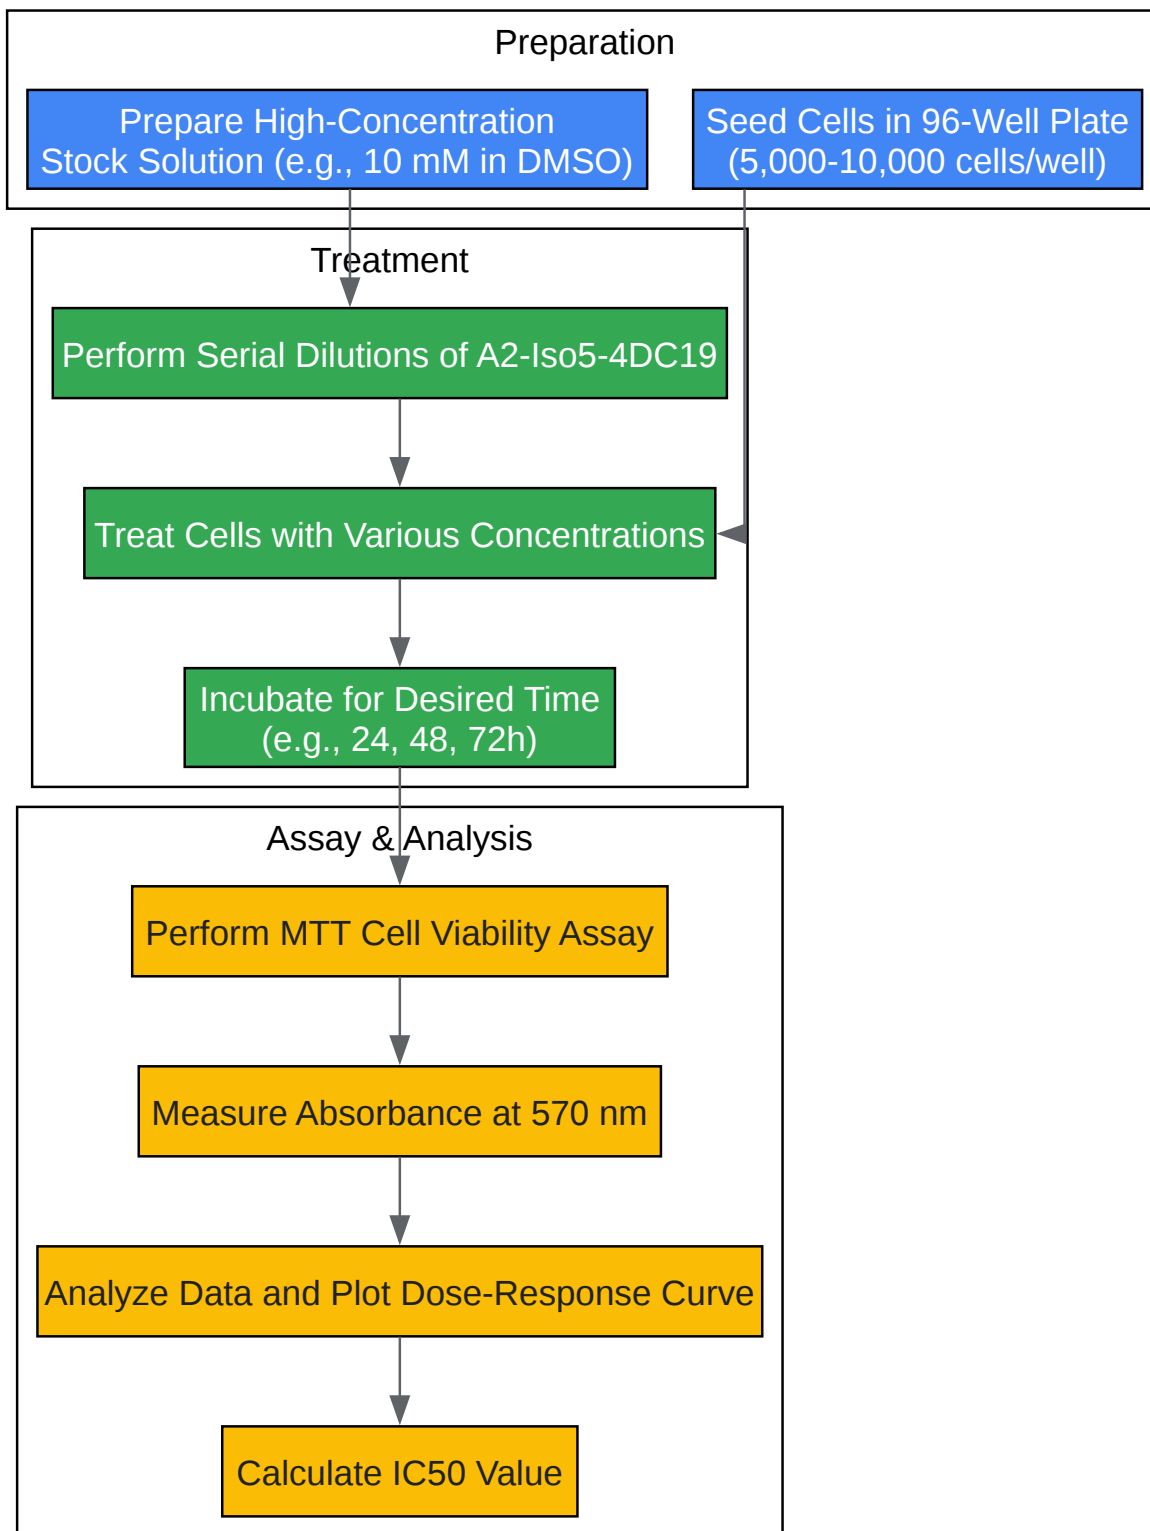 Preparation
Prepare High-Concentration
Stock Solution (e.g., 10 mM in DMSO)
Seed Cells in 96-Well Plate
(5,000-10,000 cells/well)
Treatment
Perform Serial Dilutions of A2-Iso5-4DC19
Treat Cells with Various Concentrations
Incubate for Desired Time
(e.g., 24, 48, 72h)
Assay & Analysis
Perform MTT Cell Viability Assay
Measure Absorbance at 570 nm
Analyze Data and Plot Dose-Response Curve
Calculate IC50 Value